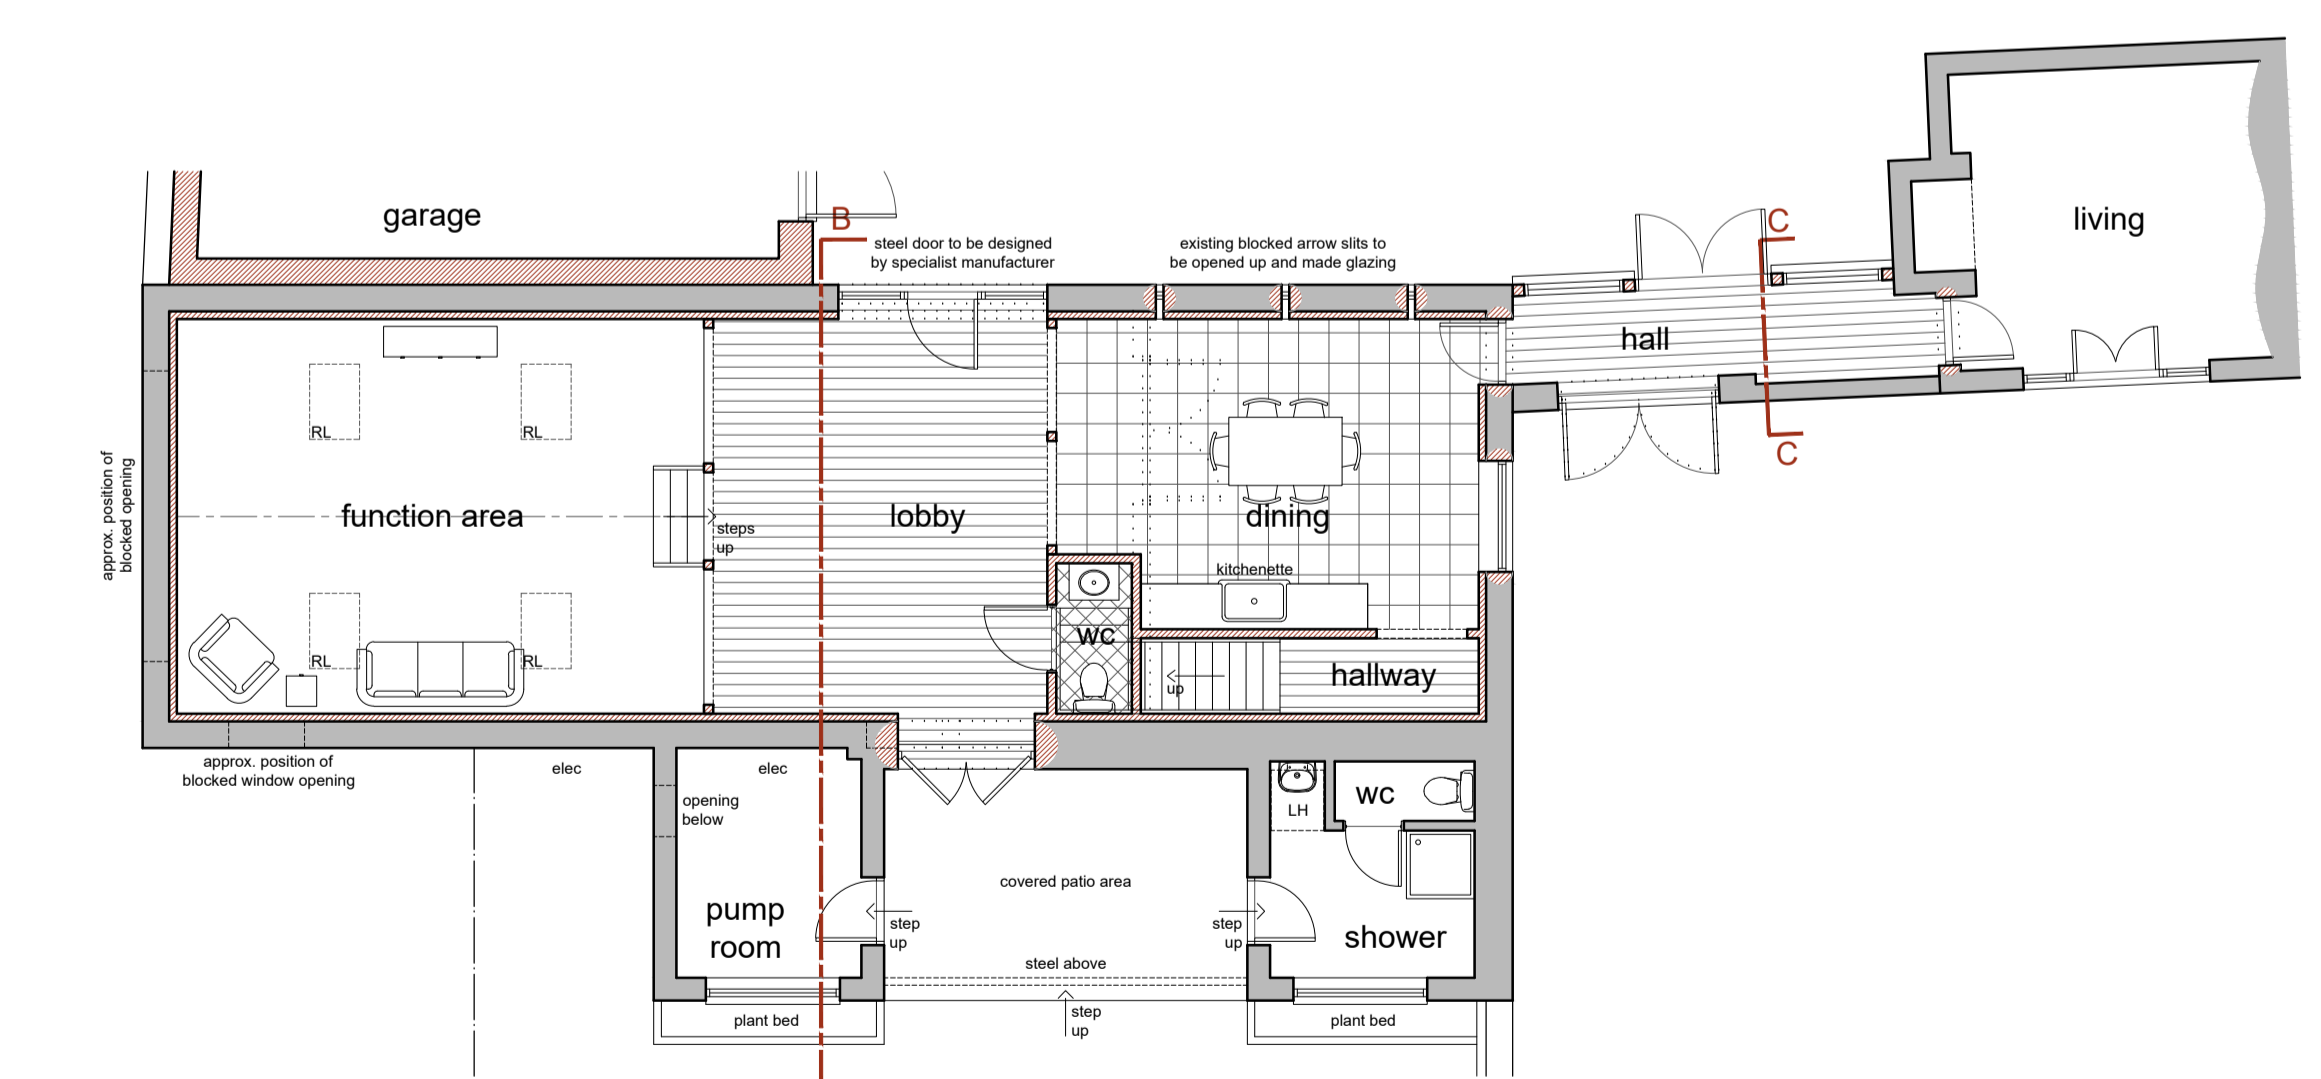 garage
B
steel door to be designed
by specialist manufacturer
existing blocked arrow slits to
be opened up and made glazing
C
living
hall
C
RL
RL
approx. position of
blocked opening
function area
steps
up
lobby
dining
kitchenette
wc
RL
RL
up
hallway
approx. position of
blocked window opening
elec
elec
opening
below
LH
wc
covered patio area
pump
room
step
up
step
up
shower
steel above
plant bed
step
up
plant bed